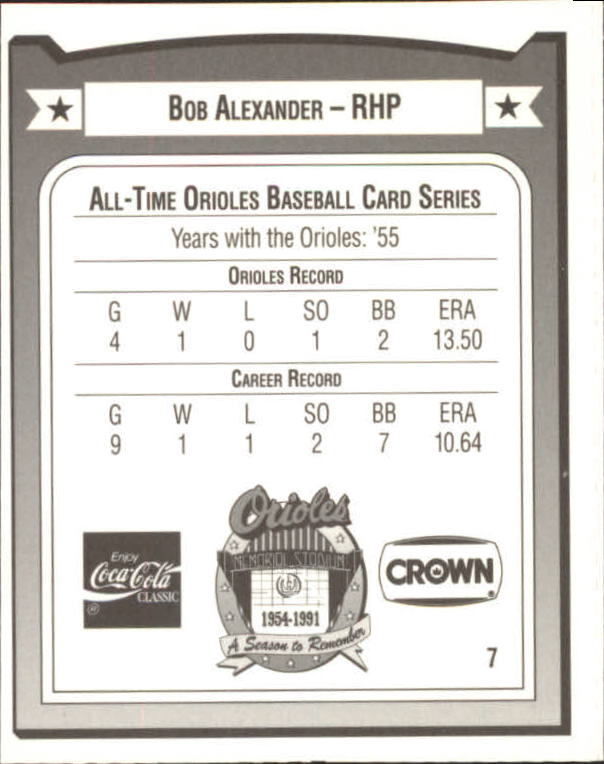 BOB ALEXANDER – RHP
ALL-TIME ORIOLES BASEBALL CARD SERIES
Years with the Orioles: '55
ORIOLES RECORD
G W L SO BB ERA
4 1 0 1 2 13.50
CAREER RECORD
G W L SO BB ERA
9 1 1 2 7 10.64
Orioles
MEMORIAL STADIUM
1954-1991
A Season to Remember
Enjoy
Coca-Cola
CLASSIC
®
CROWN
®
7